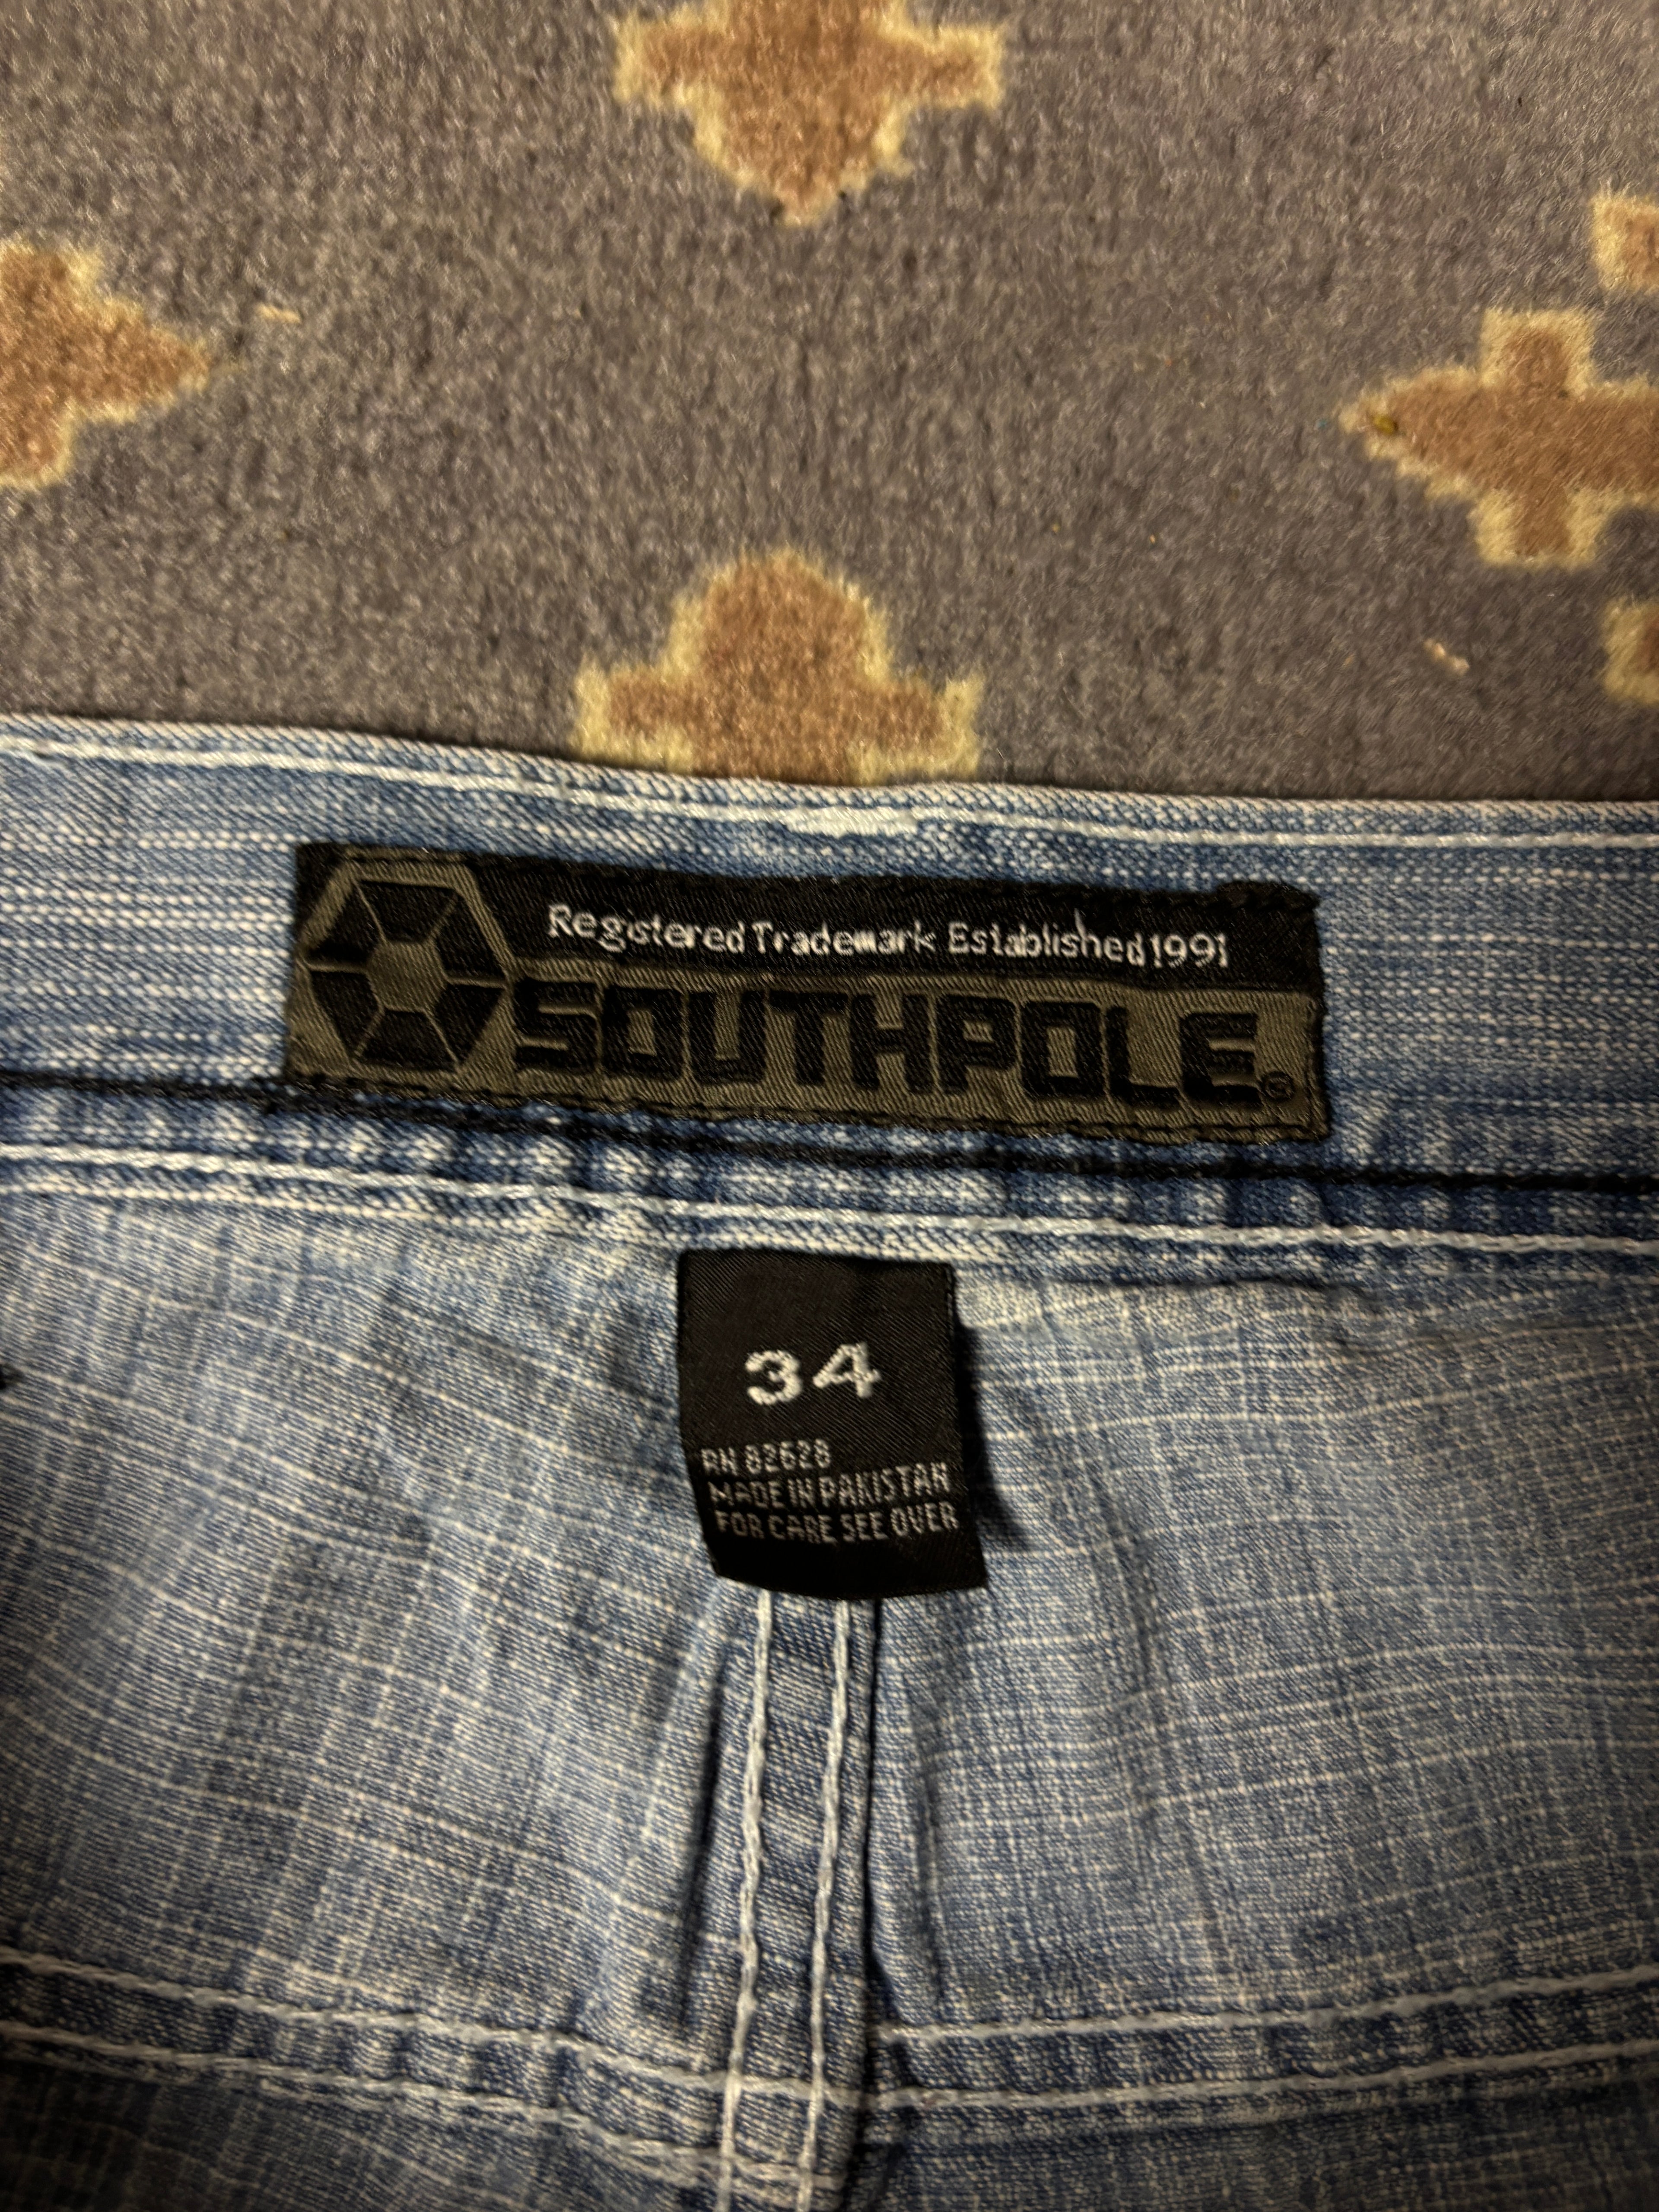 Registered Trademark Established 1991
SOUTHPOLE®
34
RN 82628
MADE IN PAKISTAN
FOR CARE SEE OVER